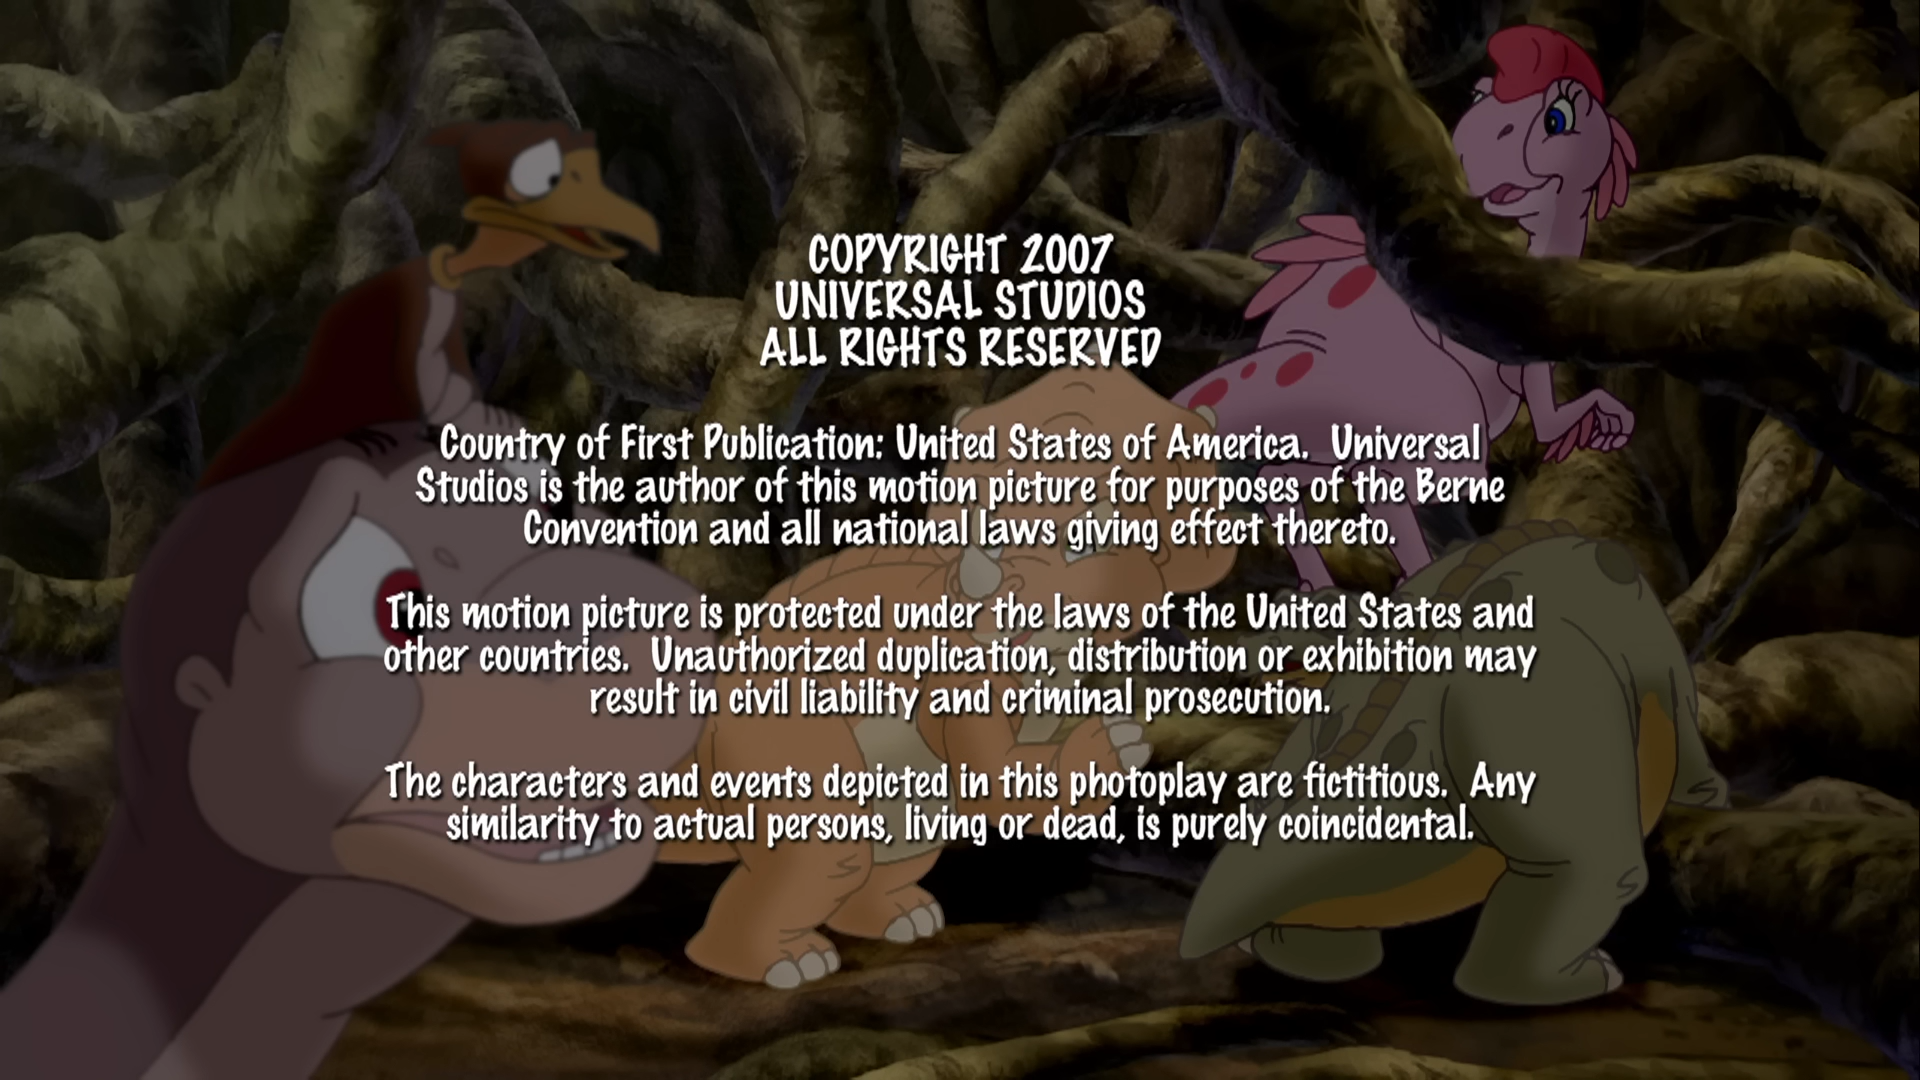 COPYRIGHT 2007
UNIVERSAL STUDIOS
ALL RIGHTS RESERVED
Country of First Publication: United States of America.  Universal
Studios is the author of this motion picture for purposes of the Berne
Convention and all national laws giving effect thereto.
This motion picture is protected under the laws of the United States and
other countries.  Unauthorized duplication, distribution or exhibition may
result in civil liability and criminal prosecution.
The characters and events depicted in this photoplay are fictitious.  Any
similarity to actual persons, living or dead, is purely coincidental.